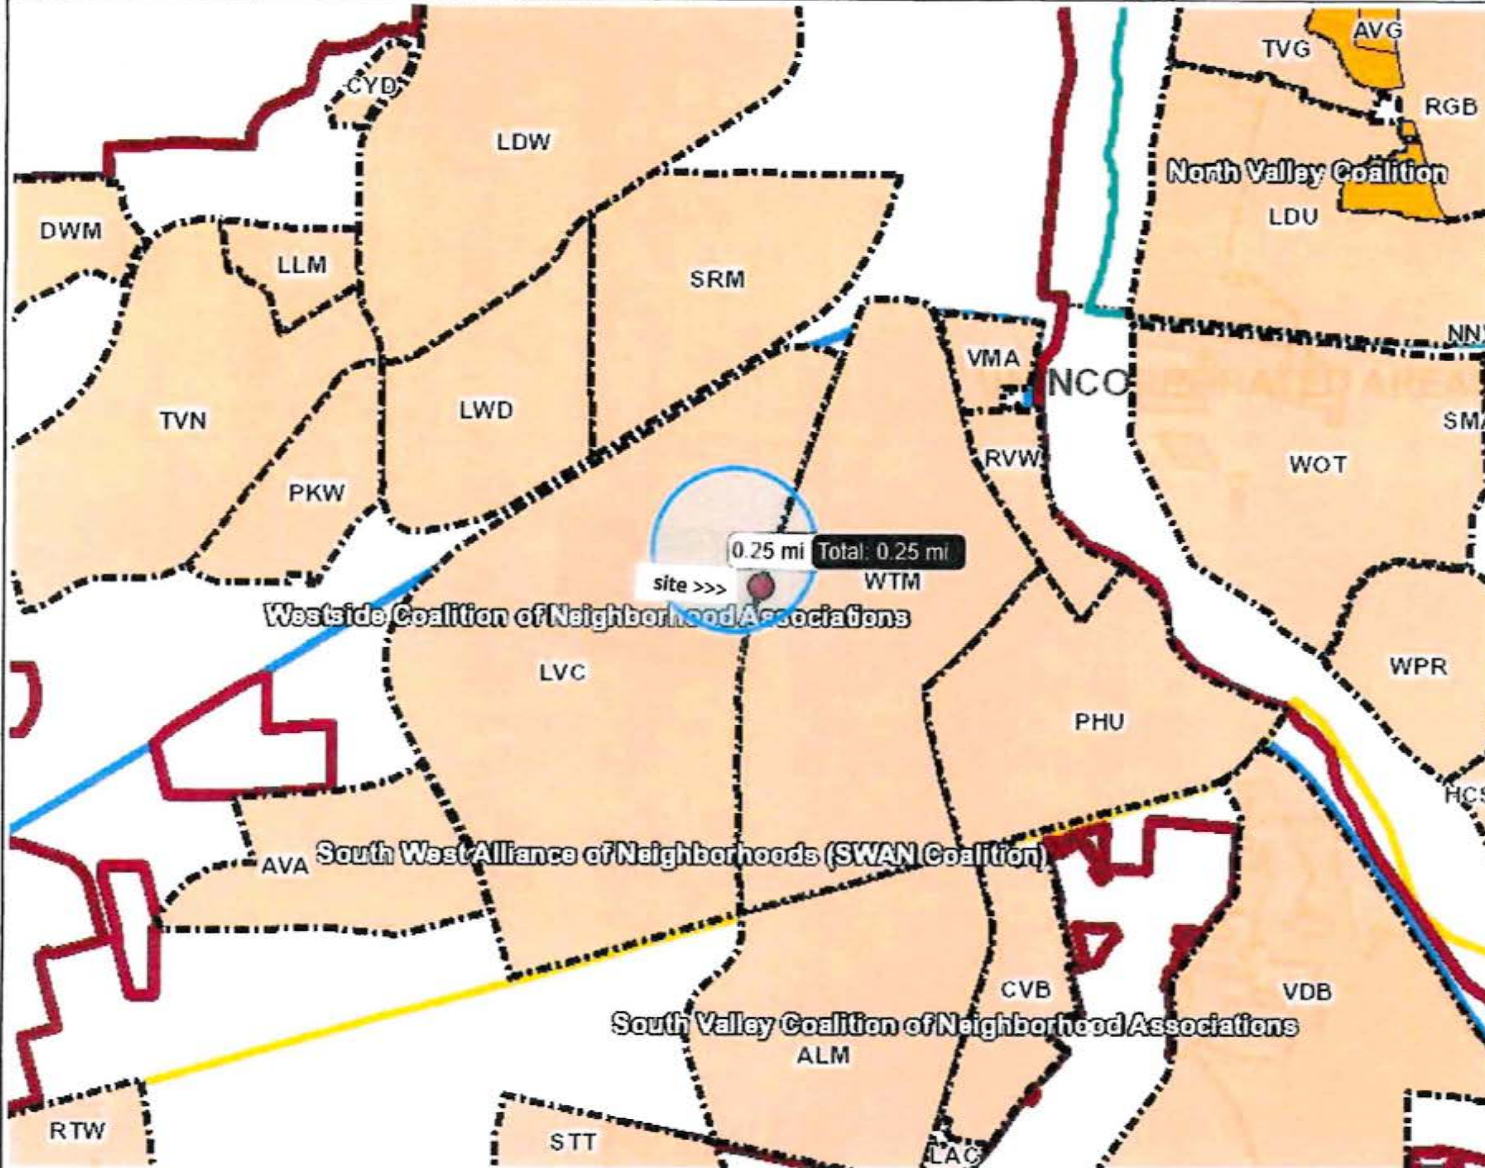 TVG
AVG
CYD
RGB
LDW
North Valley Coalition
LDU
DWM
LLM
SRM
VMA
NCO
TVN
LWD
SMA
RVW
WOT
PKW
0.25 mi
Total: 0.25 mi
site >>>
WTM
Westside Coalition of Neighborhood Associations
LVC
WPR
PHU
HCS
AVA
South West Alliance of Neighborhoods (SWAN Coalition)
CVB
VDB
South Valley Coalition of Neighborhood Associations
ALM
RTW
STT
LAC